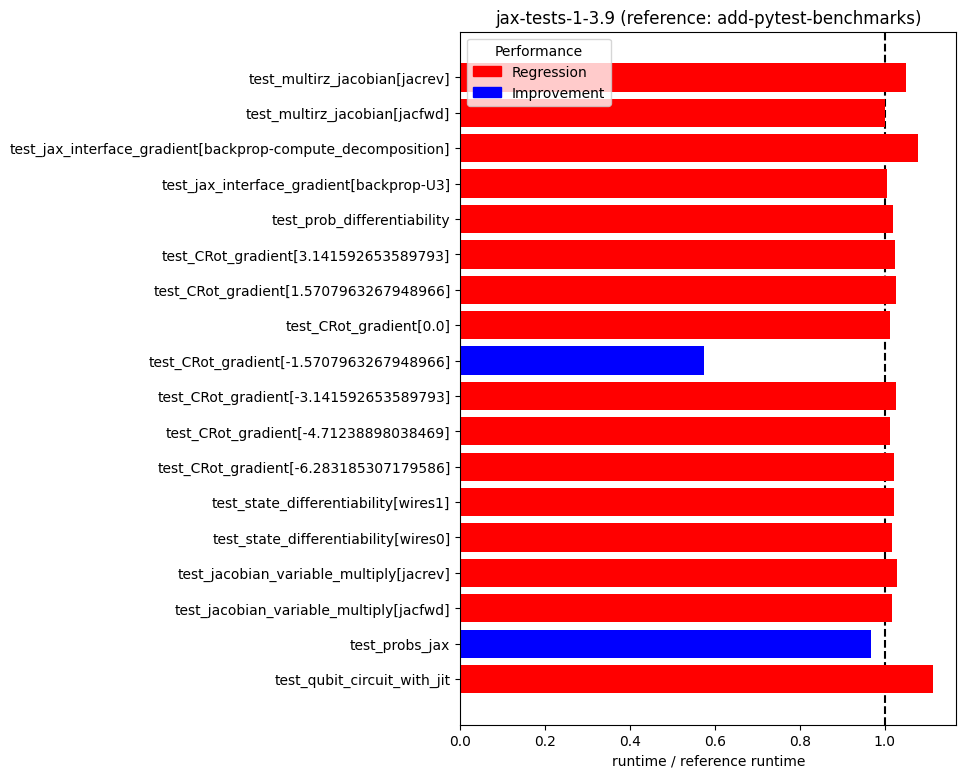 jax-tests-1-3.9 (reference: add-pytest-benchmarks)
Performance
Regression
Improvement
test_multirz_jacobian[jacrev]
test_multirz_jacobian[jacfwd]
test_jax_interface_gradient[backprop-compute_decomposition]
test_jax_interface_gradient[backprop-U3]
test_prob_differentiability
test_CRot_gradient[3.141592653589793]
test_CRot_gradient[1.5707963267948966]
test_CRot_gradient[0.0]
test_CRot_gradient[-1.5707963267948966]
test_CRot_gradient[-3.141592653589793]
test_CRot_gradient[-4.71238898038469]
test_CRot_gradient[-6.283185307179586]
test_state_differentiability[wires1]
test_state_differentiability[wires0]
test_jacobian_variable_multiply[jacrev]
test_jacobian_variable_multiply[jacfwd]
test_probs_jax
test_qubit_circuit_with_jit
0.0 0.2 0.4 0.6 0.8 1.0
runtime / reference runtime